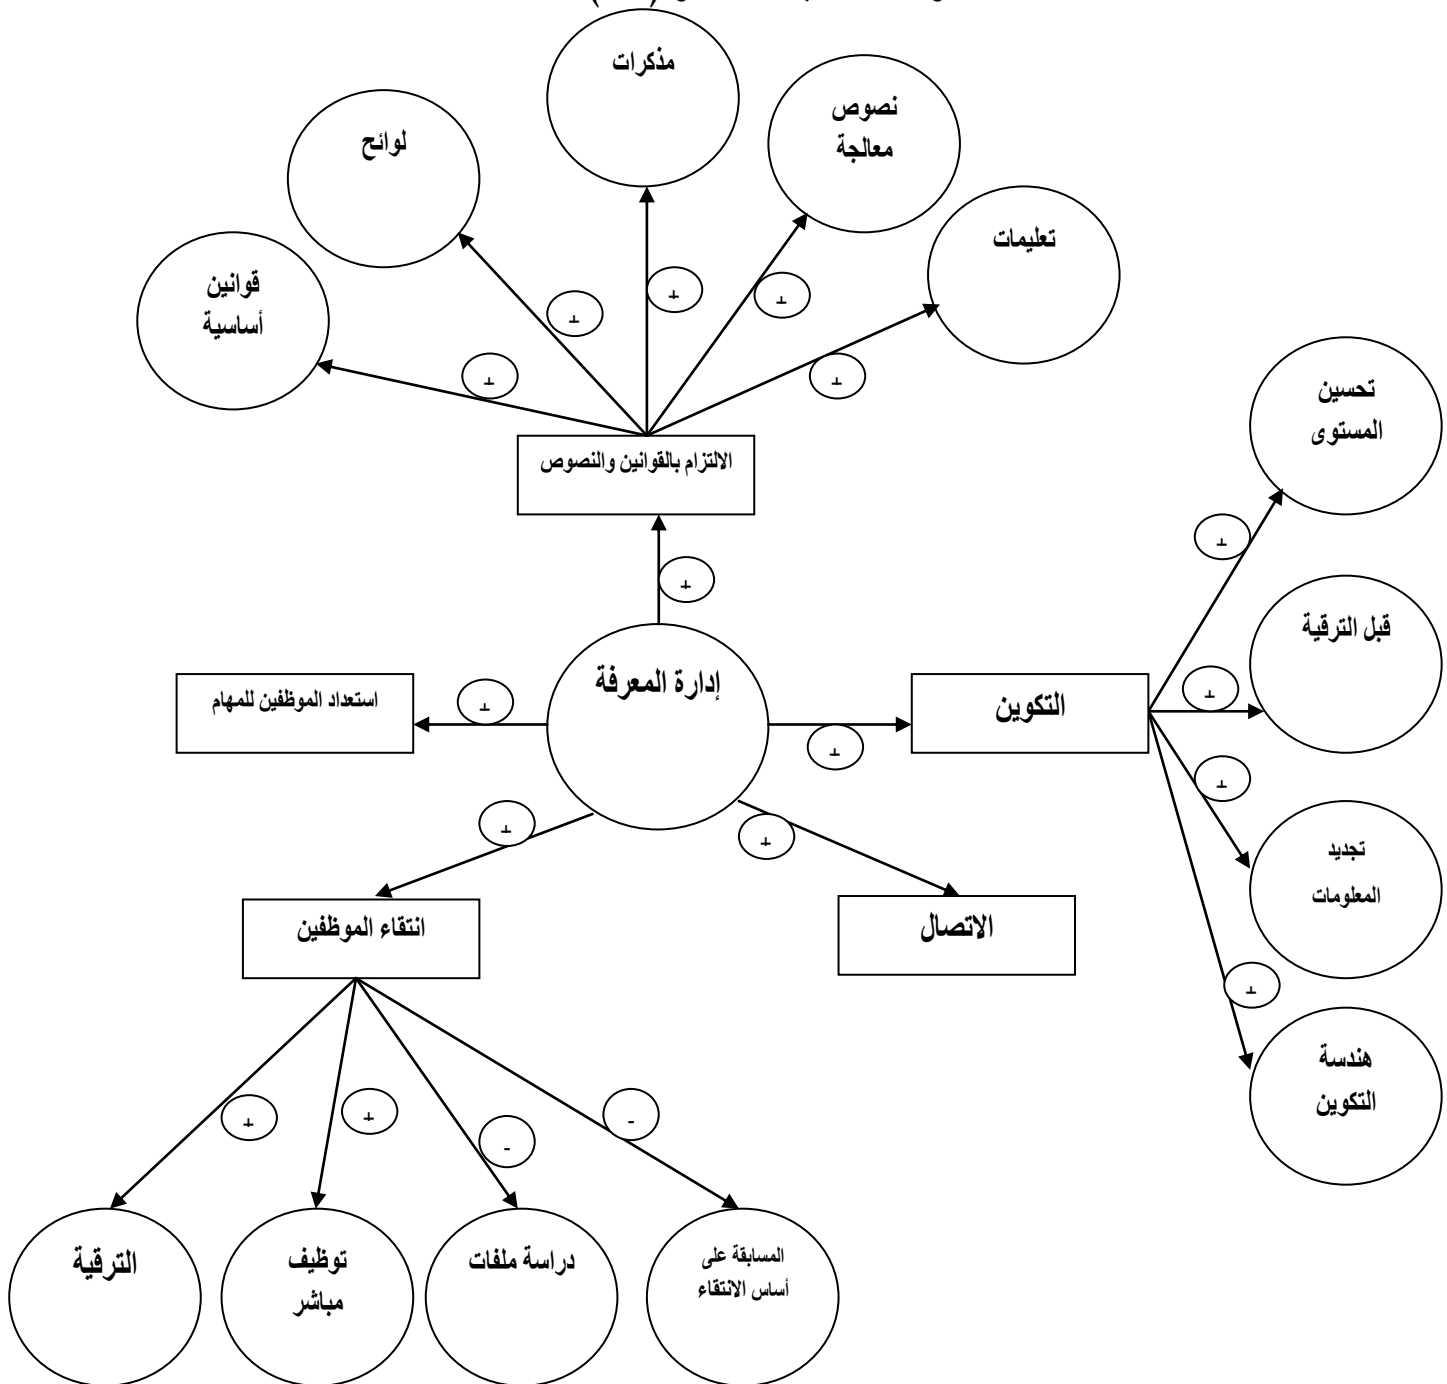 مذكرات
نصوص
معالجة
لوائح
تعليمات
قوانين
أساسية
+
+
+
+
+
تحسين
المستوى
الالتزام بالقوانين والنصوص
+
+
قبل الترقية
إدارة المعرفة
استعداد الموظفين للمهام
التكوين
+
+
+
+
تجديد
المعلومات
+
+
انتقاء الموظفين
الاتصال
+
هندسة
التكوين
+
+
-
-
المسابقة على
أساس الانتقاء
دراسة ملفات
توظيف
مباشر
الترقية